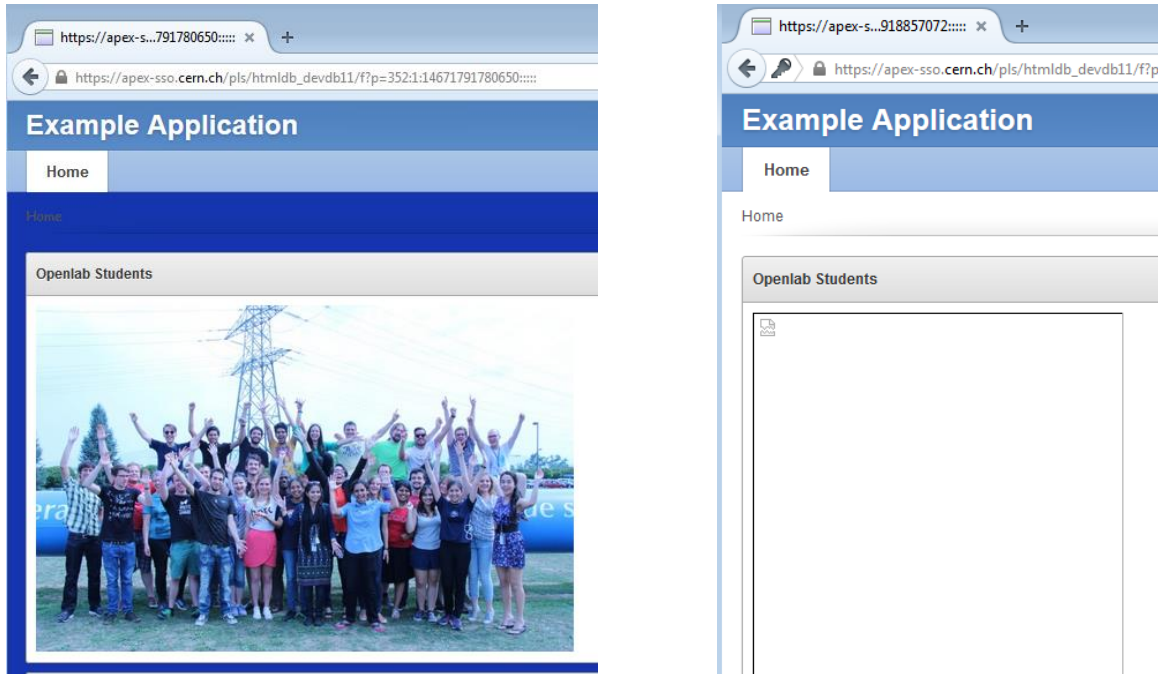 https://apex-s...791780650:::::
https://apex-sso.cern.ch/pls/htmldb_devdb11/f?p=352:1:14671791780650:::::
Example Application
Home
Home
Openlab Students
https://apex-s...918857072:::::
https://apex-sso.cern.ch/pls/htmldb_devdb11/f?p
Example Application
Home
Home
Openlab Students